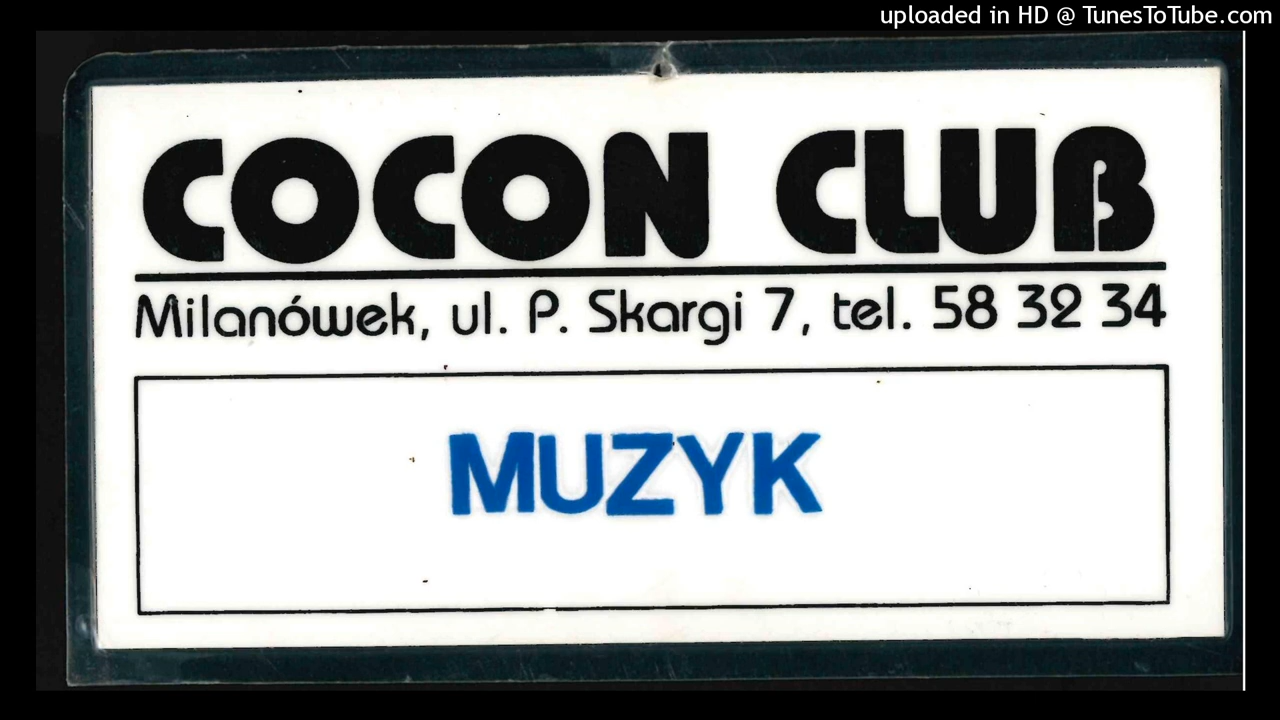 uploaded in HD @ TunesToTube.com
COCON CLUB
Milanówek, ul. P. Skargi 7, tel. 58 32 34
MUZYK